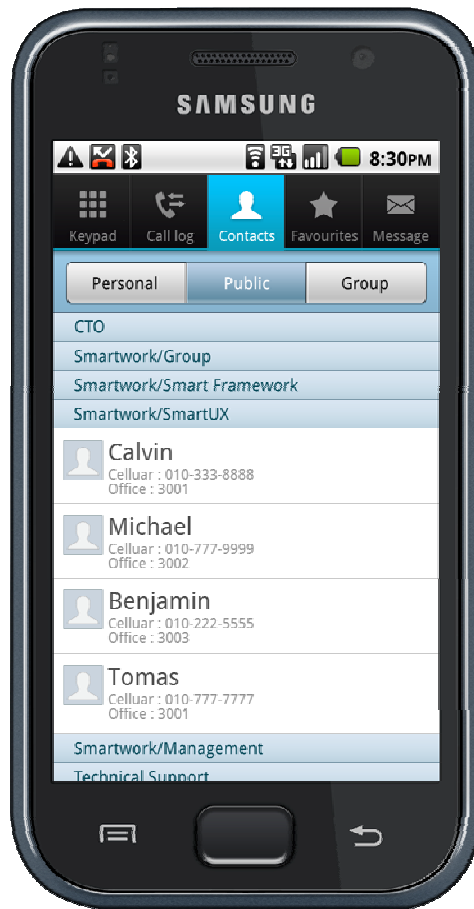 SAMSUNG
3G
8:30PM
Keypad Call log Contacts Favourites Message
Personal Public Group
CTO
Smartwork/Group
Smartwork/Smart Framework
Smartwork/SmartUX
Calvin
Celluar : 010-333-8888
Office : 3001
Michael
Celluar : 010-777-9999
Office : 3002
Benjamin
Celluar : 010-222-5555
Office : 3003
Tomas
Celluar : 010-777-7777
Office : 3001
Smartwork/Management
Technical Support